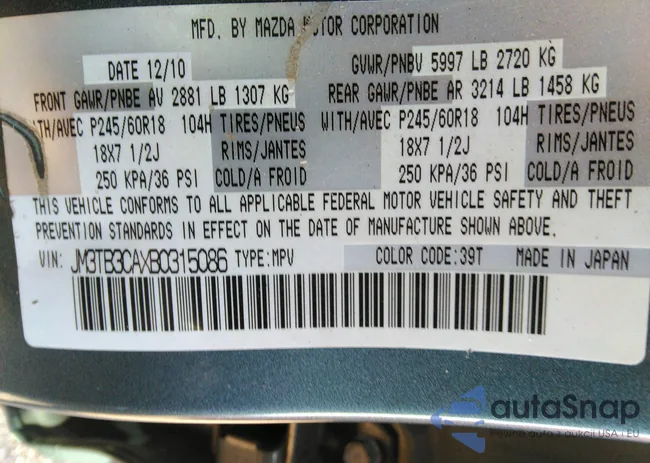 MFD. BY MAZDA MOTOR CORPORATION
DATE 12/10 GVWR/PNBV 5997 LB 2720 KG
FRONT GAWR/PNBE AV 2881 LB 1307 KG REAR GAWR/PNBE AR 3214 LB 1458 KG
WITH/AVEC P245/60R18 104H TIRES/PNEUS WITH/AVEC P245/60R18 104H TIRES/PNEUS
18X7 1/2J RIMS/JANTES 18X7 1/2J RIMS/JANTES
250 KPA/36 PSI COLD/A FROID 250 KPA/36 PSI COLD/A FROID
THIS VEHICLE CONFORMS TO ALL APPLICABLE FEDERAL MOTOR VEHICLE SAFETY AND THEFT
PREVENTION STANDARDS IN EFFECT ON THE DATE OF MANUFACTURE SHOWN ABOVE.
VIN: JM3TB3CAXB0315086 TYPE:MPV COLOR CODE:39T MADE IN JAPAN
autoSnap
Pewne auto z aukcji USA i EU